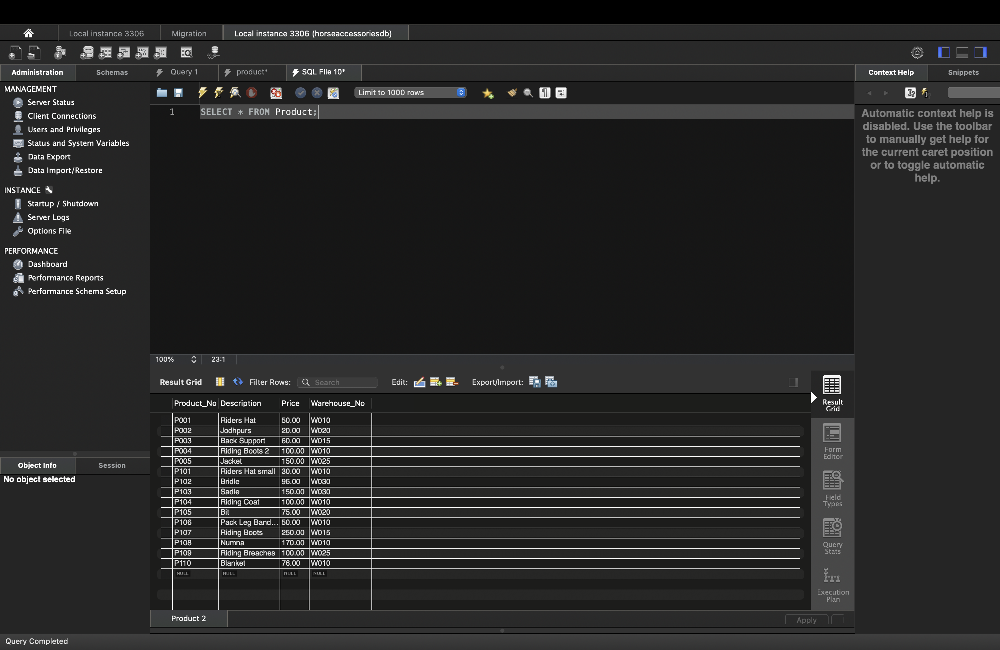 Local instance 3306
Migration
Local instance 3306 (horseaccessoriesdb)
Administration
Schemas
Query 1
product*
SQL File 10*
Context Help
Snippets
MANAGEMENT
Server Status
Client Connections
Users and Privileges
Status and System Variables
Data Export
Data Import/Restore
INSTANCE
Startup / Shutdown
Server Logs
Options File
PERFORMANCE
Dashboard
Performance Reports
Performance Schema Setup
Object Info
Session
No object selected
Limit to 1000 rows
1 SELECT * FROM Product;
Automatic context help is
disabled. Use the toolbar
to manually get help for
the current caret position
or to toggle automatic
help.
100% 23:1
Result Grid Filter Rows: Search Edit: Export/Import:
Product_No Description Price Warehouse_No
P001 Riders Hat 50.00 W010
P002 Jodhpurs 20.00 W020
P003 Back Support 60.00 W015
P004 Riding Boots 2 100.00 W010
P005 Jacket 150.00 W025
P101 Riders Hat small 30.00 W010
P102 Bridle 96.00 W030
P103 Sadle 150.00 W030
P104 Riding Coat 100.00 W010
P105 Bit 75.00 W020
P106 Pack Leg Band... 50.00 W010
P107 Riding Boots 250.00 W015
P108 Numna 170.00 W010
P109 Riding Breaches 100.00 W025
P110 Blanket 76.00 W010
NULL NULL NULL NULL
Result
Grid
Form
Editor
Field
Types
Query
Stats
Execution
Plan
Product 2
Apply
Query Completed